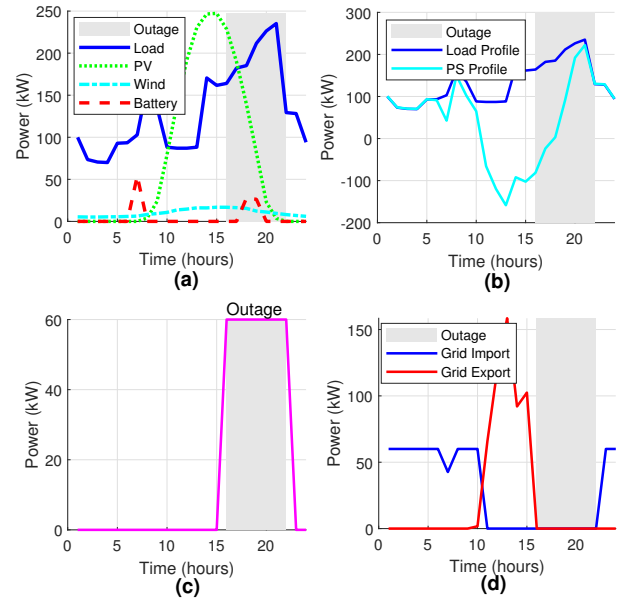 250
200
150
100
50
0
Power (kW)
0
5
10
15
20
Time (hours)
(a)
Outage
Load
PV
Wind
Battery
300
200
100
0
-100
-200
Power (kW)
0
5
10
15
20
Time (hours)
(b)
Outage
Load Profile
PS Profile
Outage
60
40
20
0
Power (kW)
0
5
10
15
20
Time (hours)
(c)
150
100
50
0
Power (kW)
0
5
10
15
20
Time (hours)
(d)
Outage
Grid Import
Grid Export